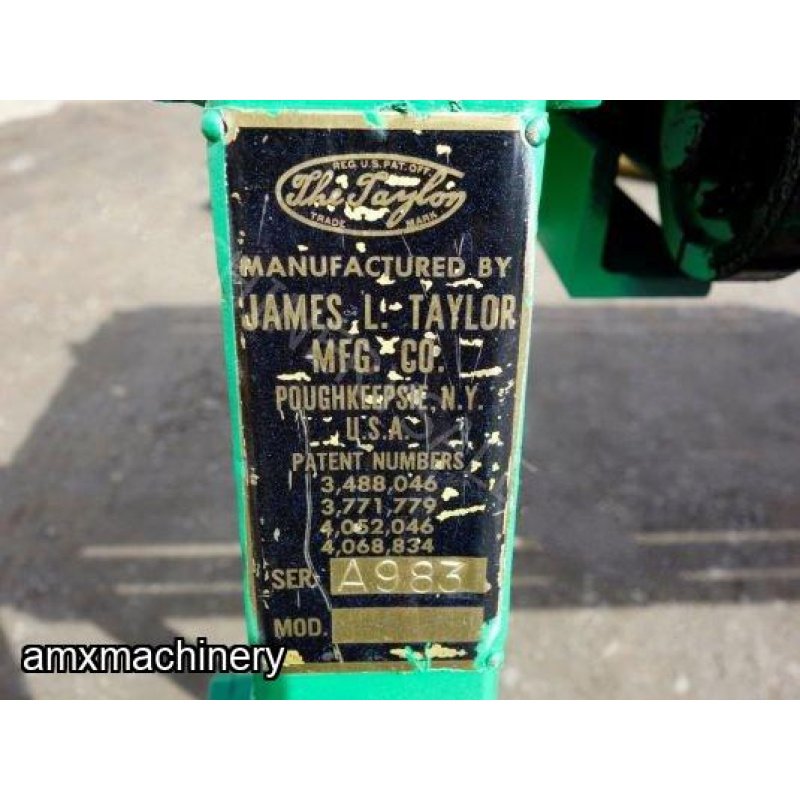 REG. U.S. PAT. OFF.
The Taylor
TRADE MARK
MANUFACTURED BY
JAMES L. TAYLOR
MFG. CO.
POUGHKEEPSIE, N.Y.
U.S.A.
PATENT NUMBERS
3,488,046
3,771,779
4,052,046
4,068,834
SER. A983
MOD.
amxmachinery